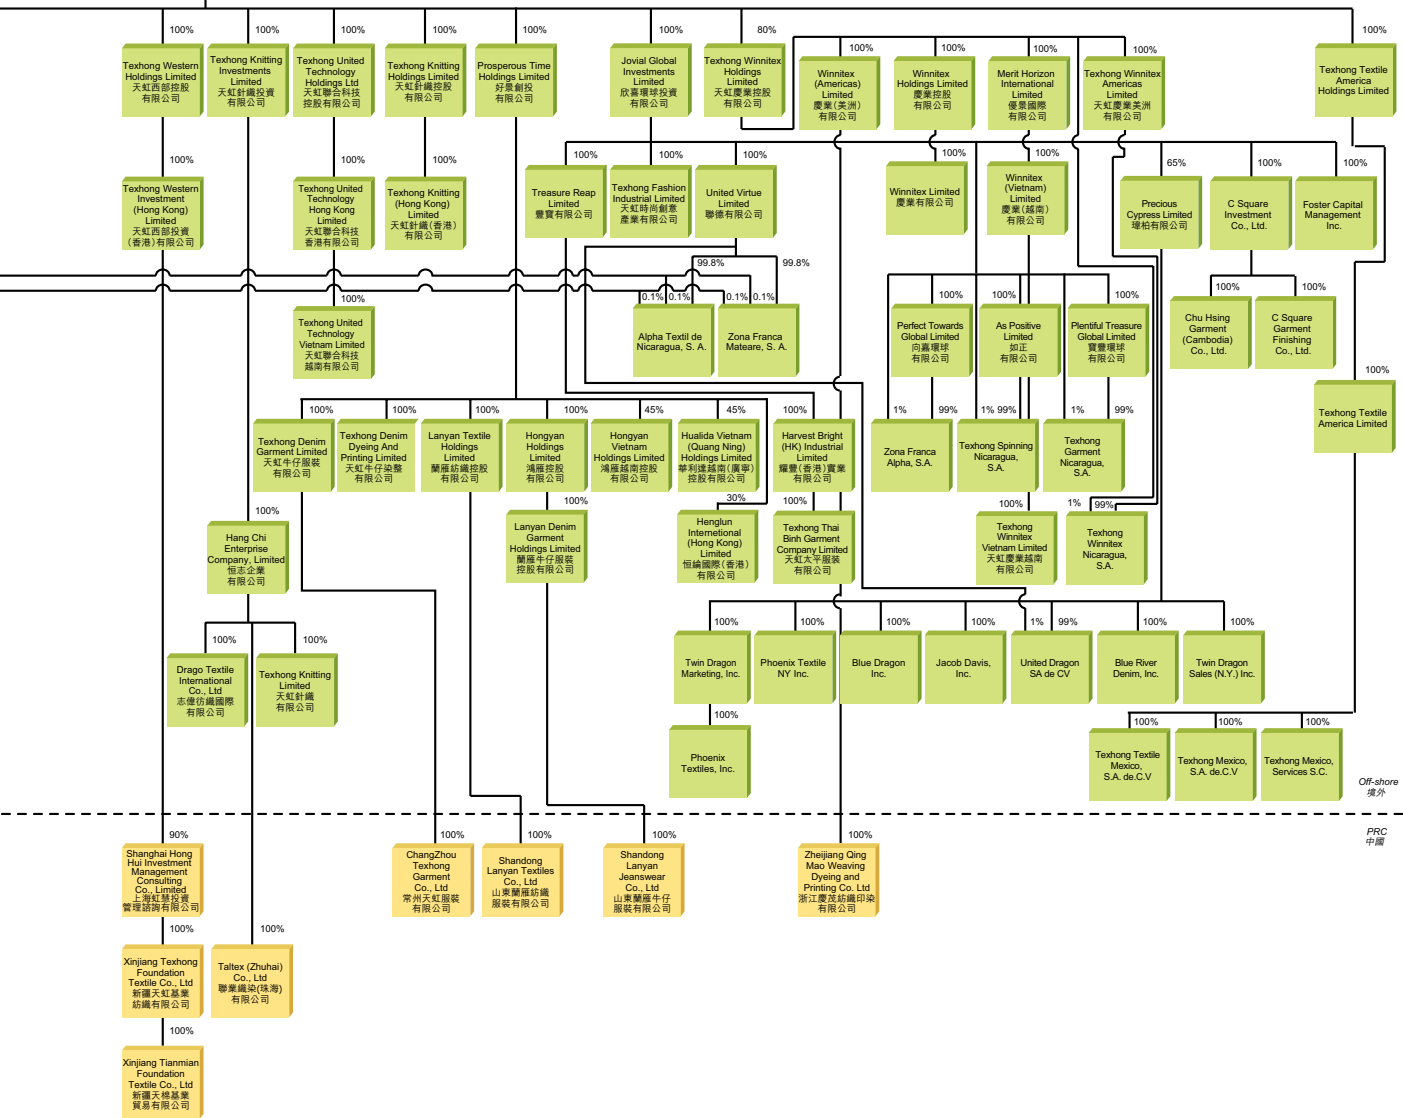 100%
100%
100%
100%
100%
100%
80%
100%
100%
100%
100%
100%
Texhong Western
Holdings Limited
天虹西部控股
有限公司
Texhong Knitting
Investments
Limited
天虹針織投資
有限公司
Texhong United
Technology
Holdings Ltd
天虹聯合科技
控股有限公司
Texhong Knitting
Holdings Limited
天虹針織控股
有限公司
Prosperous Time
Holdings Limited
好景創投
有限公司
Jovial Global
Investments
Limited
欣喜環球投資
有限公司
Texhong Winnitex
Holdings
Limited
天虹慶業控股
有限公司
Winnitex
(Americas)
Limited
慶業(美洲)
有限公司
Winnitex
Holdings Limited
慶業控股
有限公司
Merit Horizon
International
Limited
優景國際
有限公司
Texhong Winnitex
Americas
Limited
天虹慶業美洲
有限公司
Texhong Textile
America
Holdings Limited
100%
100%
100%
100%
100%
100%
100%
100%
65%
100%
100%
Texhong Western
Investment
(Hong Kong)
Limited
天虹西部投資
(香港)有限公司
Texhong United
Technology
Hong Kong
Limited
天虹聯合科技
香港有限公司
Texhong Knitting
(Hong Kong)
Limited
天虹針織(香港)
有限公司
Treasure Reap
Limited
豐寶有限公司
Texhong Fashion
Industrial Limited
天虹時尚創意
產業有限公司
United Virtue
Limited
聯德有限公司
Winnitex Limited
慶業有限公司
Winnitex
(Vietnam)
Limited
慶業(越南)
有限公司
Precious
Cypress Limited
瑋柏有限公司
C Square
Investment
Co., Ltd.
Foster Capital
Management
Inc.
99.8%
99.8%
100%
0.1%
0.1%
0.1%
0.1%
100%
100%
100%
100%
100%
Texhong United
Technology
Vietnam Limited
天虹聯合科技
越南有限公司
Alpha Textil de
Nicaragua, S. A.
Zona Franca
Mateare, S. A.
Perfect Towards
Global Limited
向嘉環球
有限公司
As Positive
Limited
如正
有限公司
Plentiful Treasure
Global Limited
寶豐環球
有限公司
Chu Hsing
Garment
(Cambodia)
Co., Ltd.
C Square
Garment
Finishing
Co., Ltd.
100%
Texhong Textile
America Limited
100%
100%
100%
100%
45%
45%
100%
1%
99%
1%
99%
1%
99%
Texhong Denim
Garment Limited
天虹牛仔服裝
有限公司
Texhong Denim
Dyeing And
Printing Limited
天虹牛仔染整
有限公司
Lanyan Textile
Holdings
Limited
蘭雁紡織控股
有限公司
Hongyan
Holdings
Limited
鴻雁控股
有限公司
Hongyan
Vietnam
Holdings Limited
鴻雁越南控股
有限公司
Hualida Vietnam
(Quang Ning)
Holdings Limited
華利達越南(廣寧)
控股有限公司
Harvest Bright
(HK) Industrial
Limited
耀豐(香港)實業
有限公司
Zona Franca
Alpha, S.A.
Texhong Spinning
Nicaragua,
S.A.
Texhong
Garment
Nicaragua,
S.A.
100%
100%
30%
100%
100%
1%
99%
Hang Chi
Enterprise
Company, Limited
恒志企業
有限公司
Lanyan Denim
Garment
Holdings Limited
蘭雁牛仔服裝
控股有限公司
Henglun
Internetional
(Hong Kong)
Limited
恒綸國際(香港)
有限公司
Texhong Thai
Binh Garment
Company Limited
天虹太平服裝
有限公司
Texhong
Winnitex
Vietnam Limited
天虹慶業越南
有限公司
Texhong
Winnitex
Nicaragua,
S.A.
100%
100%
100%
100%
100%
100%
1%
99%
100%
100%
Drago Textile
International
Co., Ltd
志偉彷織國際
有限公司
Texhong Knitting
Limited
天虹針織
有限公司
Twin Dragon
Marketing, Inc.
Phoenix Textile
NY Inc.
Blue Dragon
Inc.
Jacob Davis,
Inc.
United Dragon
SA de CV
Blue River
Denim, Inc.
Twin Dragon
Sales (N.Y.) Inc.
100%
100%
100%
100%
Phoenix
Textiles, Inc.
Texhong Textile
Mexico,
S.A. de.C.V
Texhong Mexico,
S.A. de.C.V
Texhong Mexico,
Services S.C.
Off-shore
境外
PRC
中國
90%
100%
100%
100%
100%
Shanghai Hong
Hui Investment
Management
Consulting
Co., Limited
上海虹慧投資
管理諮詢有限公司
ChangZhou
Texhong
Garment
Co., Ltd
常州天虹服裝
有限公司
Shandong
Lanyan Textiles
Co., Ltd
山東蘭雁紡織
服裝有限公司
Shandong
Lanyan
Jeanswear
Co., Ltd
山東蘭雁牛仔
服裝有限公司
Zheijiang Qing
Mao Weaving
Dyeing and
Printing Co. Ltd
浙江慶茂紡織印染
有限公司
100%
100%
Xinjiang Texhong
Foundation
Textile Co., Ltd
新疆天虹基業
紡織有限公司
Taltex (Zhuhai)
Co., Ltd
聯業織染(珠海)
有限公司
100%
Xinjiang Tianmian
Foundation
Textile Co., Ltd
新疆天棉基業
貿易有限公司